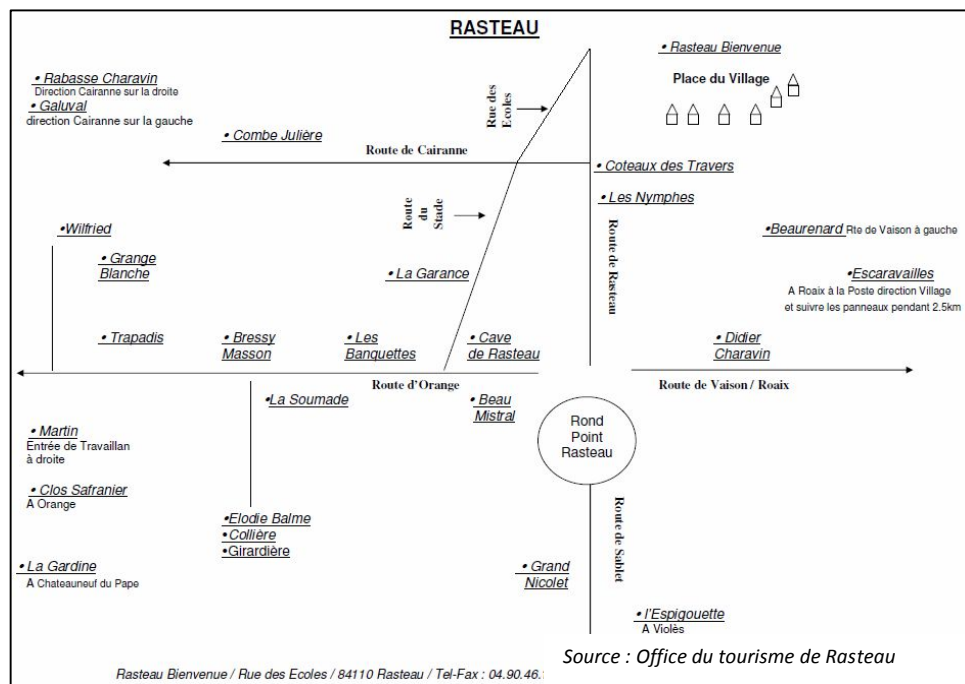 RASTEAU
• Rasteau Bienvenue
Place du Village
• Rabasse Charavin
Direction Cairanne sur la droite
• Galuval
direction Cairanne sur la gauche
Rue des
Ecoles
• Combe Julière
Route de Cairanne
• Coteaux des Travers
• Les Nymphes
Route
du
Stade
Route de Rasteau
•Wilfried
• Grange
Blanche
• La Garance
•Beaurenard Rte de Vaison à gauche
• Escaravailles
A Roaix à la Poste direction Village
et suivre les panneaux pendant 2.5km
• Trapadis
• Bressy
Masson
• Les
Banquettes
• Cave
de Rasteau
• Didier
Charavin
Route d'Orange
Route de Vaison / Roaix
•La Soumade
• Beau
Mistral
Rond
Point
Rasteau
• Martin
Entrée de Travaillan
à droite
• Clos Safranier
A Orange
•Elodie Balme
•Collière
•Girardière
Route de Sablet
• La Gardine
A Chateauneuf du Pape
• Grand
Nicolet
• l'Espigouette
A Violès
Source : Office du tourisme de Rasteau
Rasteau Bienvenue / Rue des Ecoles / 84110 Rasteau / Tel-Fax : 04.90.46.